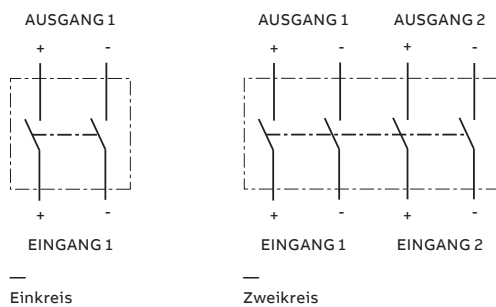 AUSGANG 1
+ -
EINGANG 1
+ -
—
Einkreis
AUSGANG 1 AUSGANG 2
+ - + -
+ - + -
EINGANG 1 EINGANG 2
—
Zweikreis